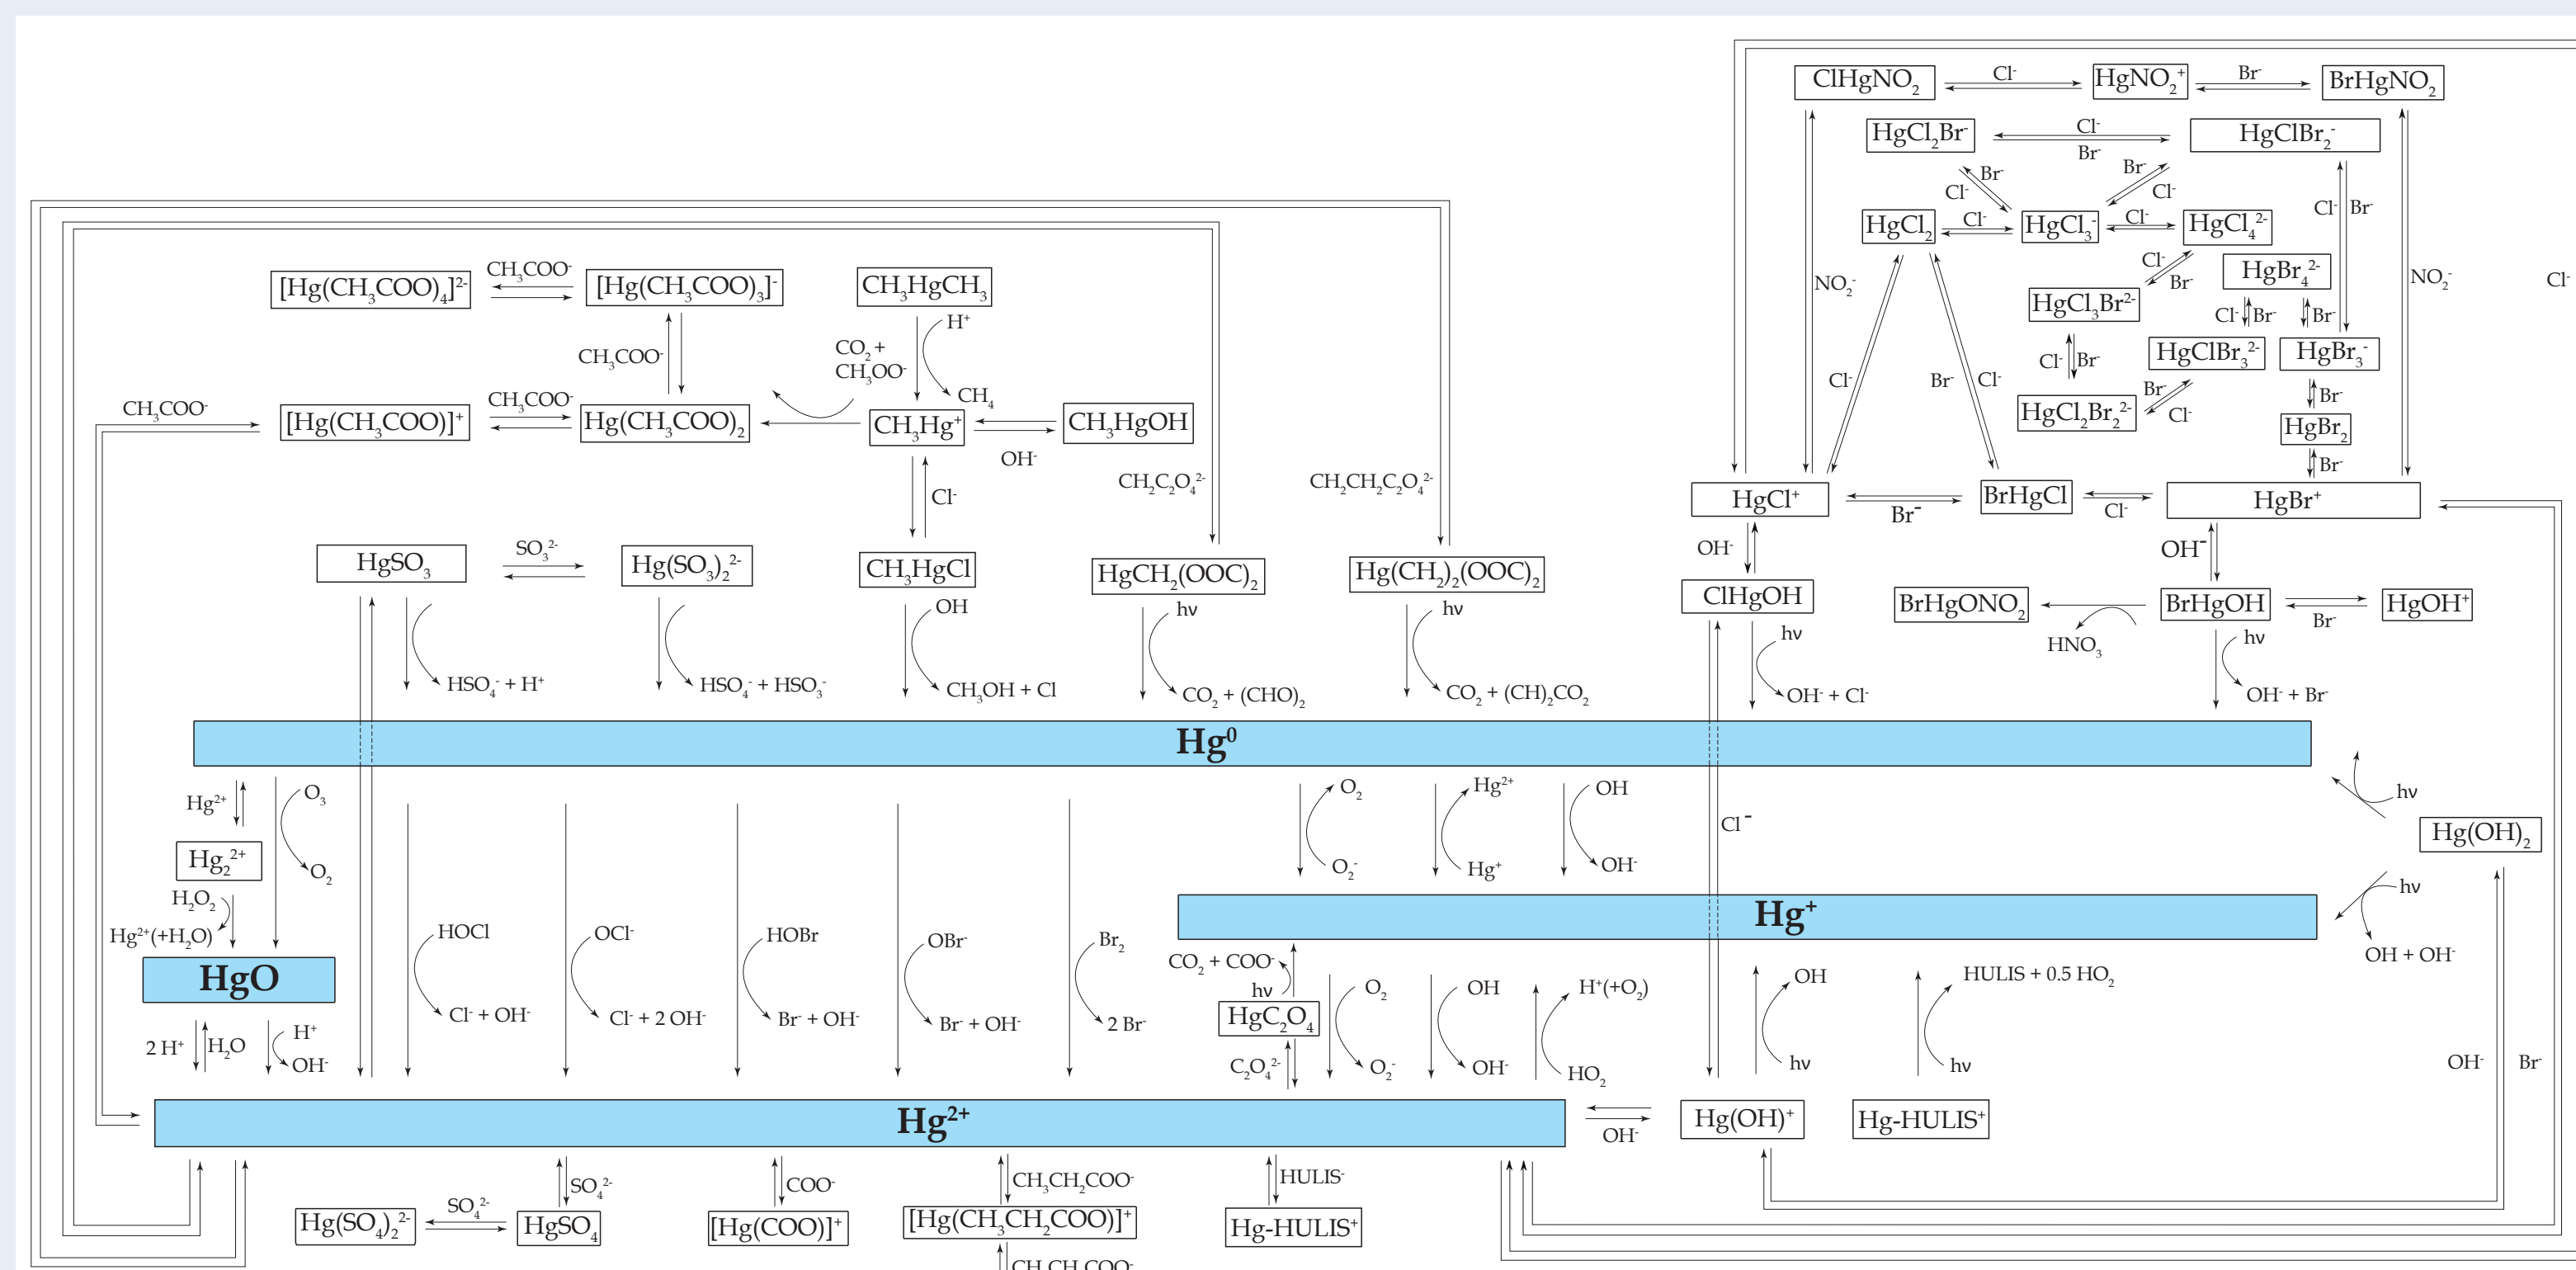 ClHgNO₂ Cl⁻ HgNO₂⁺ Br⁻ BrHgNO₂
HgCl₂Br⁻ Cl⁻ Br⁻ HgClBr₂⁻
Br⁻ Cl⁻ Br⁻ Cl⁻
HgCl₂ Cl⁻ HgCl₃⁻ Cl⁻ HgCl₄²⁻ Cl⁻ Br⁻
Cl⁻ Br⁻ HgBr₄²⁻
NO₂⁻ NO₂⁻ Cl⁻
HgCl₃Br²⁻ Cl⁻ Br⁻ Br⁻
Cl⁻ Br⁻ HgClBr₃²⁻ HgBr₃⁻
Cl⁻ Br⁻ Cl⁻ Br⁻ Cl⁻ Br⁻
HgCl₂Br₂²⁻ HgBr₂
Br⁻
[Hg(CH₃COO)₄]²⁻ CH₃COO⁻ [Hg(CH₃COO)₃]⁻ CH₃HgCH₃
H⁺
CH₃COO⁻ CO₂ +
CH₃OO⁻
CH₄
CH₃COO⁻ [Hg(CH₃COO)]⁺ CH₃COO⁻ Hg(CH₃COO)₂ CH₃Hg⁺ CH₃HgOH
OH⁻
Cl⁻ CH₂C₂O₄²⁻ CH₂CH₂C₂O₄²⁻
HgCl⁺ Br⁻ BrHgCl Cl⁻ HgBr⁺
OH⁻ OH⁻
HgSO₃ SO₃²⁻ Hg(SO₃)₂²⁻ CH₃HgCl HgCH₂(OOC)₂ Hg(CH₂)₂(OOC)₂
ClHgOH BrHgONO₂ BrHgOH HgOH⁺
HNO₃ Br⁻
OH hν hν hν hν
HSO₄⁻ + H⁺ HSO₄⁻ + HSO₃⁻ CH₃OH + Cl CO₂ + (CHO)₂ CO₂ + (CH)₂CO₂ OH⁻ + Cl⁻ OH⁻ + Br⁻
Hg⁰
Hg²⁺ O₃ O₂ Hg²⁺ OH hν
Cl⁻ Hg(OH)₂
Hg₂²⁺ O₂ O₂⁻ Hg⁺ OH⁻
H₂O₂ hν
Hg²⁺(+H₂O) HOCl OCl⁻ HOBr OBr⁻ Br₂
Hg⁺
OH + OH⁻
HgO CO₂ + COO⁻
hν O₂ OH H⁺(+O₂) OH HULIS + 0.5 HO₂
Cl⁻ + OH⁻ Cl⁻ + 2 OH⁻ Br⁻ + OH⁻ Br⁻ + OH⁻ 2 Br⁻ HgC₂O₄
2 H⁺ H₂O H⁺
OH⁻ C₂O₄²⁻ O₂⁻ OH⁻ HO₂ hν hν OH⁻ Br⁻
Hg²⁺ OH⁻ Hg(OH)⁺ Hg-HULIS⁺
SO₄²⁻ COO⁻ CH₃CH₂COO⁻ HULIS⁻
Hg(SO₄)₂²⁻ SO₄²⁻ HgSO₄ [Hg(COO)]⁺ [Hg(CH₃CH₂COO)]⁺ Hg-HULIS⁺